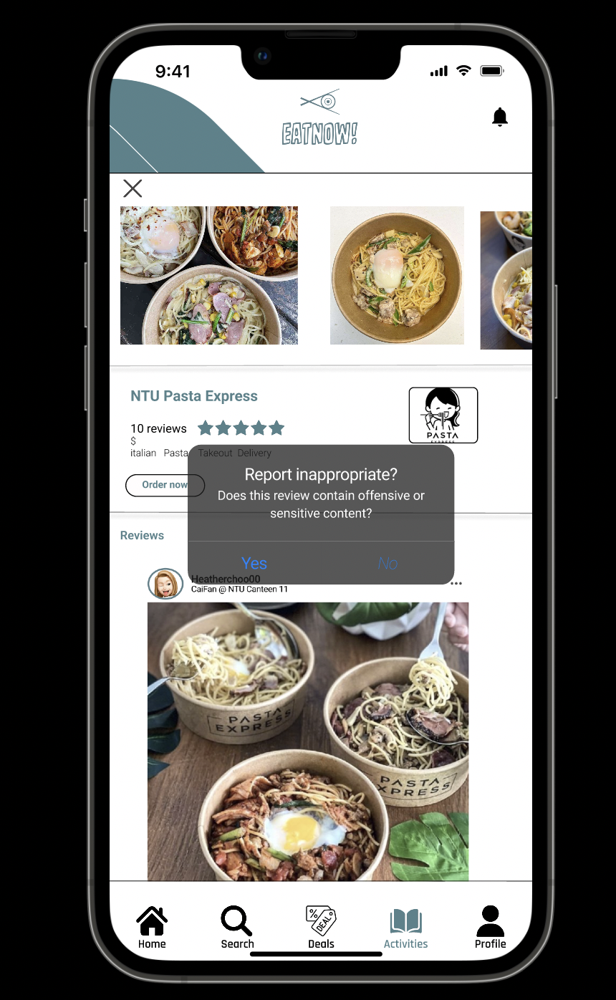 9:41
EATNOW!
NTU Pasta Express
10 reviews
$
italian Pasta Takeout Delivery
PASTA
EXPRESS
Order now
Report inappropriate?
Does this review contain offensive or
sensitive content?
Yes No
Reviews
Heatherchoo00
CaiFan @ NTU Canteen 11
PASTA
EXPRESS
PASTA
EXPRESS
% DEAL
Home Search Deals Activities Profile